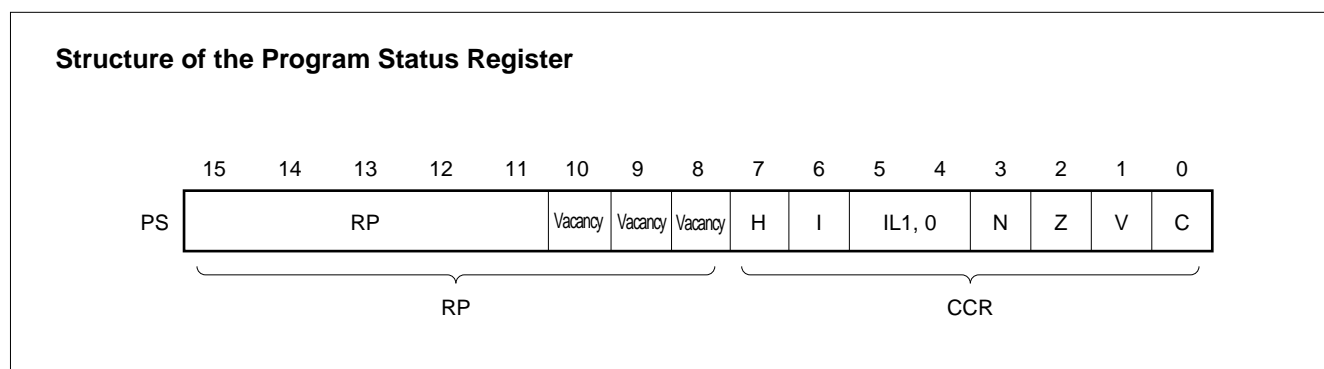 Structure of the Program Status Register
15 14 13 12 11 10 9 8 7 6 5 4 3 2 1 0
PS RP Vacancy Vacancy Vacancy H I IL1, 0 N Z V C
RP CCR